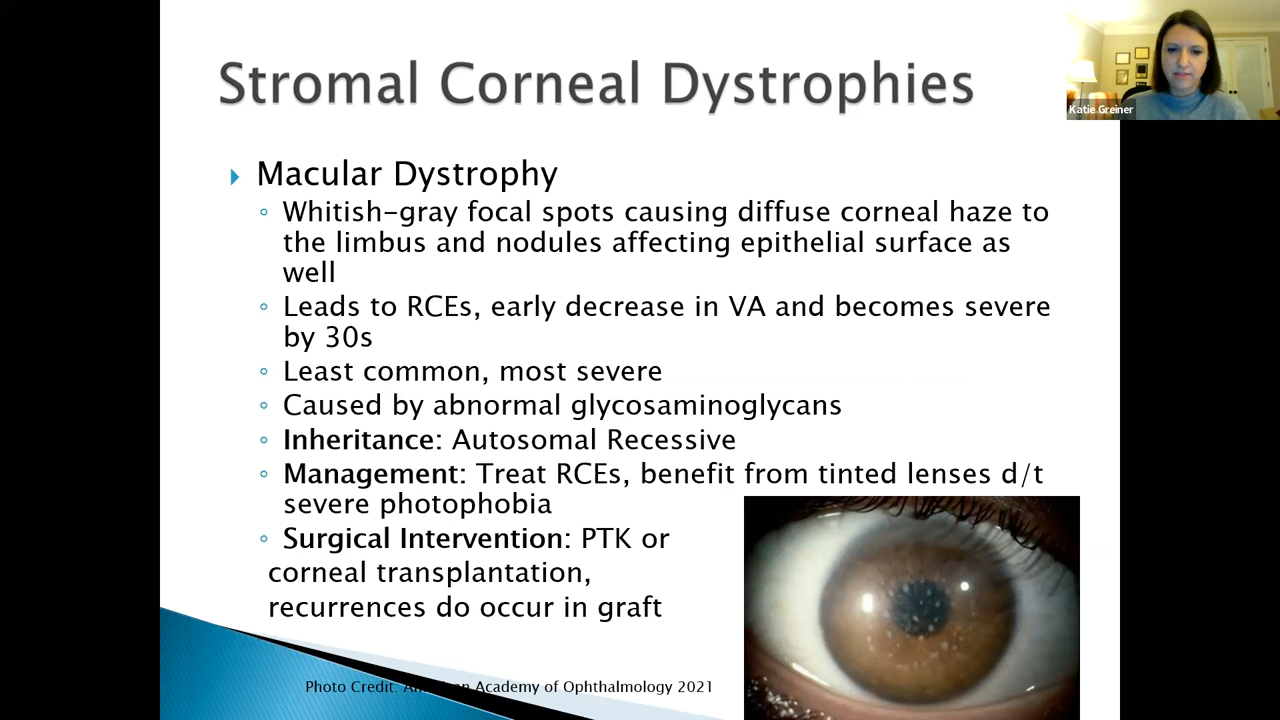 Stromal Corneal Dystrophies
Katie Greiner
Macular Dystrophy
Whitish-gray focal spots causing diffuse corneal haze to
the limbus and nodules affecting epithelial surface as
well
Leads to RCEs, early decrease in VA and becomes severe
by 30s
Least common, most severe
Caused by abnormal glycosaminoglycans
Inheritance: Autosomal Recessive
Management: Treat RCEs, benefit from tinted lenses d/t
severe photophobia
Surgical Intervention: PTK or
corneal transplantation,
recurrences do occur in graft
Photo Credit: American Academy of Ophthalmology 2021